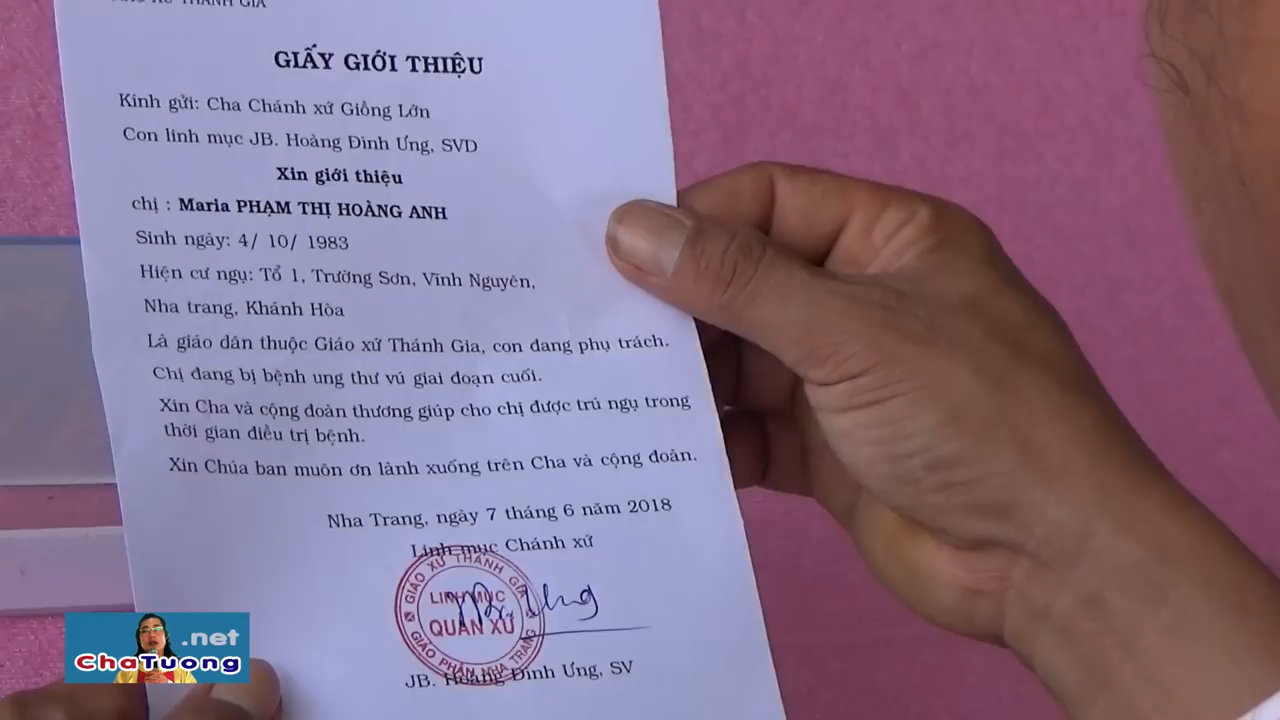 GIÁO XỨ THÁNH GIA
GIẤY GIỚI THIỆU
Kính gửi: Cha Chánh xứ Giồng Lớn
Con linh mục JB. Hoàng Đình Ưng, SVD
Xin giới thiệu
chị : Maria PHẠM THỊ HOÀNG ANH
Sinh ngày: 4/ 10/ 1983
Hiện cư ngụ: Tổ 1, Trường Sơn, Vĩnh Nguyên,
Nha trang, Khánh Hòa
Là giáo dân thuộc Giáo xứ Thánh Gia, con đang phụ trách.
Chị đang bị bệnh ung thư vú giai đoạn cuối.
Xin Cha và cộng đoàn thương giúp cho chị được trú ngụ trong
thời gian điều trị bệnh.
Xin Chúa ban muôn ơn lành xuống trên Cha và cộng đoàn.
Nha Trang, ngày 7 tháng 6 năm 2018
Linh mục Chánh xứ
GIÁO XỨ THÁNH GIA
LINH MỤC
QUẢN XỨ
GIÁO PHẬN NHA TRANG
JB. Hoàng Đình Ưng, SV
.net
ChaTuong